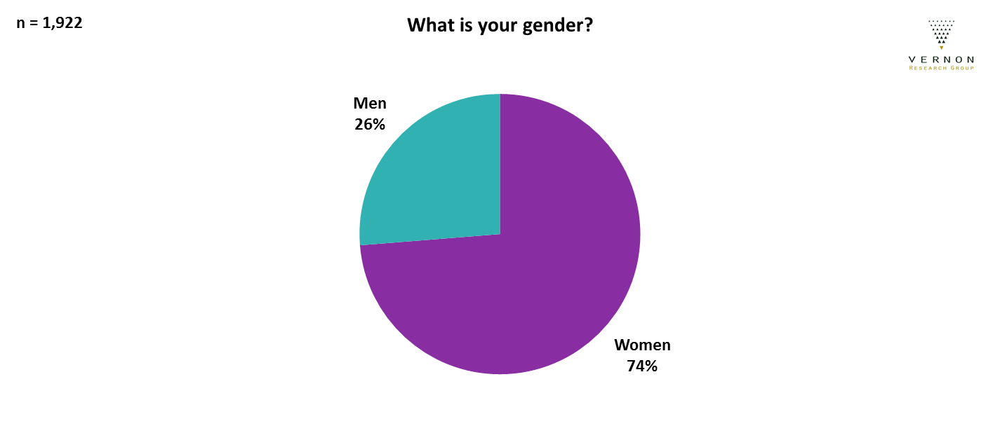 n = 1,922
What is your gender?
VERNON
RESEARCH GROUP
Men
26%
Women
74%